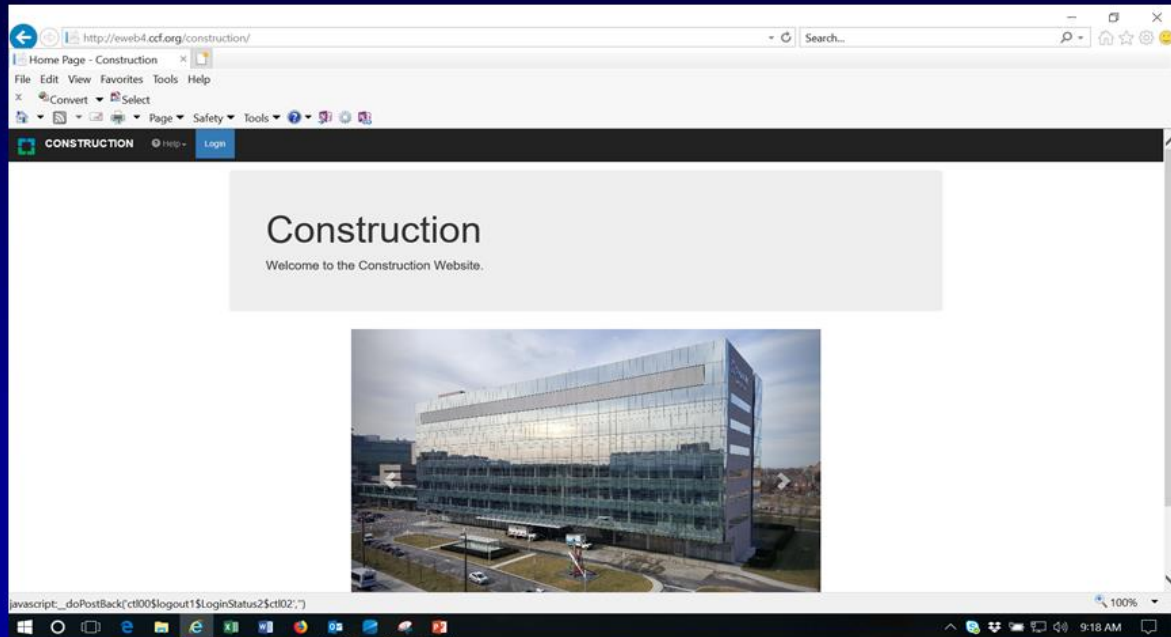 http://eweb4.ccf.org/construction/
Search...
Home Page - Construction
File Edit View Favorites Tools Help
Convert Select
Page Safety Tools
CONSTRUCTION Help Login
Construction
Welcome to the Construction Website.
javascript:__doPostBack('ctl00$logout1$LoginStatus2$ctl02','')
100%
9:18 AM